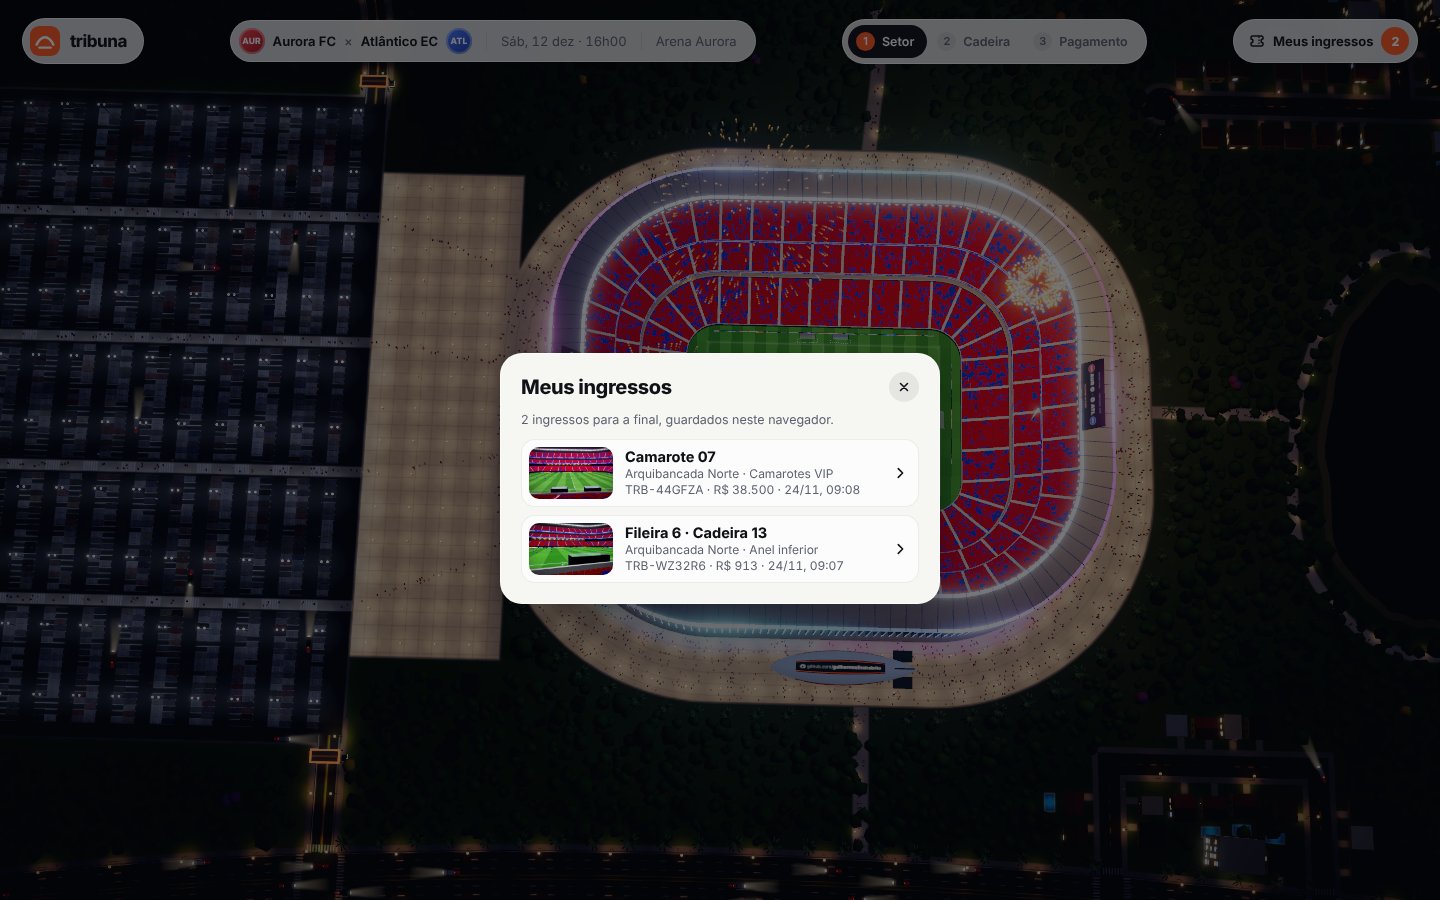 tribuna
AUR Aurora FC × Atlântico EC ATL Sáb, 12 dez · 16h00 Arena Aurora
1 Setor 2 Cadeira 3 Pagamento
Meus ingressos 2
Meus ingressos
2 ingressos para a final, guardados neste navegador.
Camarote 07
Arquibancada Norte · Camarotes VIP
TRB-44GFZA · R$ 38.500 · 24/11, 09:08
Fileira 6 · Cadeira 13
Arquibancada Norte · Anel inferior
TRB-WZ32R6 · R$ 913 · 24/11, 09:07